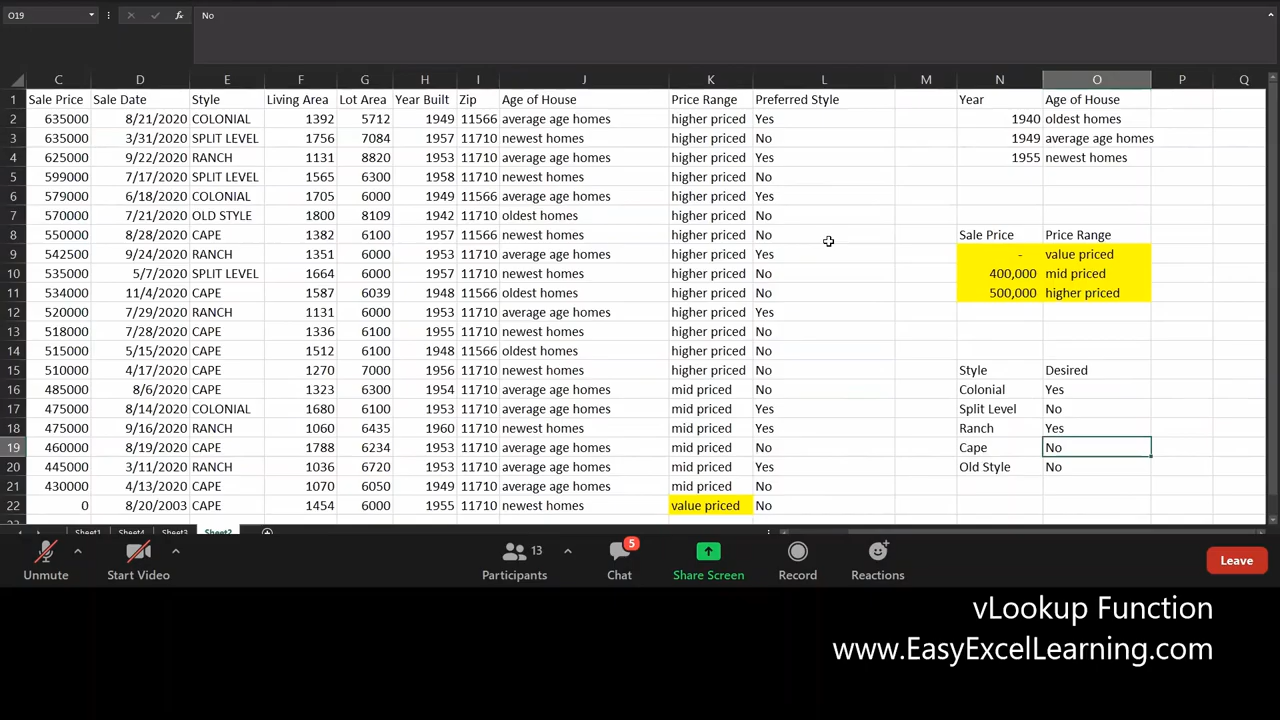 O19 fx No
C D E F G H I J K L M N O P Q
1 Sale Price Sale Date Style Living Area Lot Area Year Built Zip Age of House Price Range Preferred Style Year Age of House
2 635000 8/21/2020 COLONIAL 1392 5712 1949 11566 average age homes higher priced Yes 1940 oldest homes
3 635000 3/31/2020 SPLIT LEVEL 1756 7084 1957 11710 newest homes higher priced No 1949 average age homes
4 625000 9/22/2020 RANCH 1131 8820 1953 11710 average age homes higher priced Yes 1955 newest homes
5 599000 7/17/2020 SPLIT LEVEL 1565 6300 1958 11710 newest homes higher priced No
6 579000 6/18/2020 COLONIAL 1705 6000 1949 11566 average age homes higher priced Yes
7 570000 7/21/2020 OLD STYLE 1800 8109 1942 11710 oldest homes higher priced No
8 550000 8/28/2020 CAPE 1382 6100 1957 11566 newest homes higher priced No Sale Price Price Range
9 542500 9/24/2020 RANCH 1351 6000 1953 11710 average age homes higher priced Yes - value priced
10 535000 5/7/2020 SPLIT LEVEL 1664 6000 1957 11710 newest homes higher priced No 400,000 mid priced
11 534000 11/4/2020 CAPE 1587 6039 1948 11566 oldest homes higher priced No 500,000 higher priced
12 520000 7/29/2020 RANCH 1131 6000 1953 11710 average age homes higher priced Yes
13 518000 7/28/2020 CAPE 1336 6100 1955 11710 newest homes higher priced No
14 515000 5/15/2020 CAPE 1512 6100 1948 11566 oldest homes higher priced No
15 510000 4/17/2020 CAPE 1270 7000 1956 11710 newest homes higher priced No Style Desired
16 485000 8/6/2020 CAPE 1323 6300 1954 11710 average age homes mid priced No Colonial Yes
17 475000 8/14/2020 COLONIAL 1680 6100 1953 11710 average age homes mid priced Yes Split Level No
18 475000 9/16/2020 RANCH 1060 6435 1960 11710 newest homes mid priced Yes Ranch Yes
19 460000 8/19/2020 CAPE 1788 6234 1953 11710 average age homes mid priced No Cape No
20 445000 3/11/2020 RANCH 1036 6720 1953 11710 average age homes mid priced Yes Old Style No
21 430000 4/13/2020 CAPE 1070 6050 1949 11710 average age homes mid priced No
22 0 8/20/2003 CAPE 1454 6000 1955 11710 newest homes value priced No
Sheet1 Sheet4 Sheet3 Sheet2
13 5
Unmute Start Video Participants Chat Share Screen Record Reactions Leave
vLookup Function
www.EasyExcelLearning.com